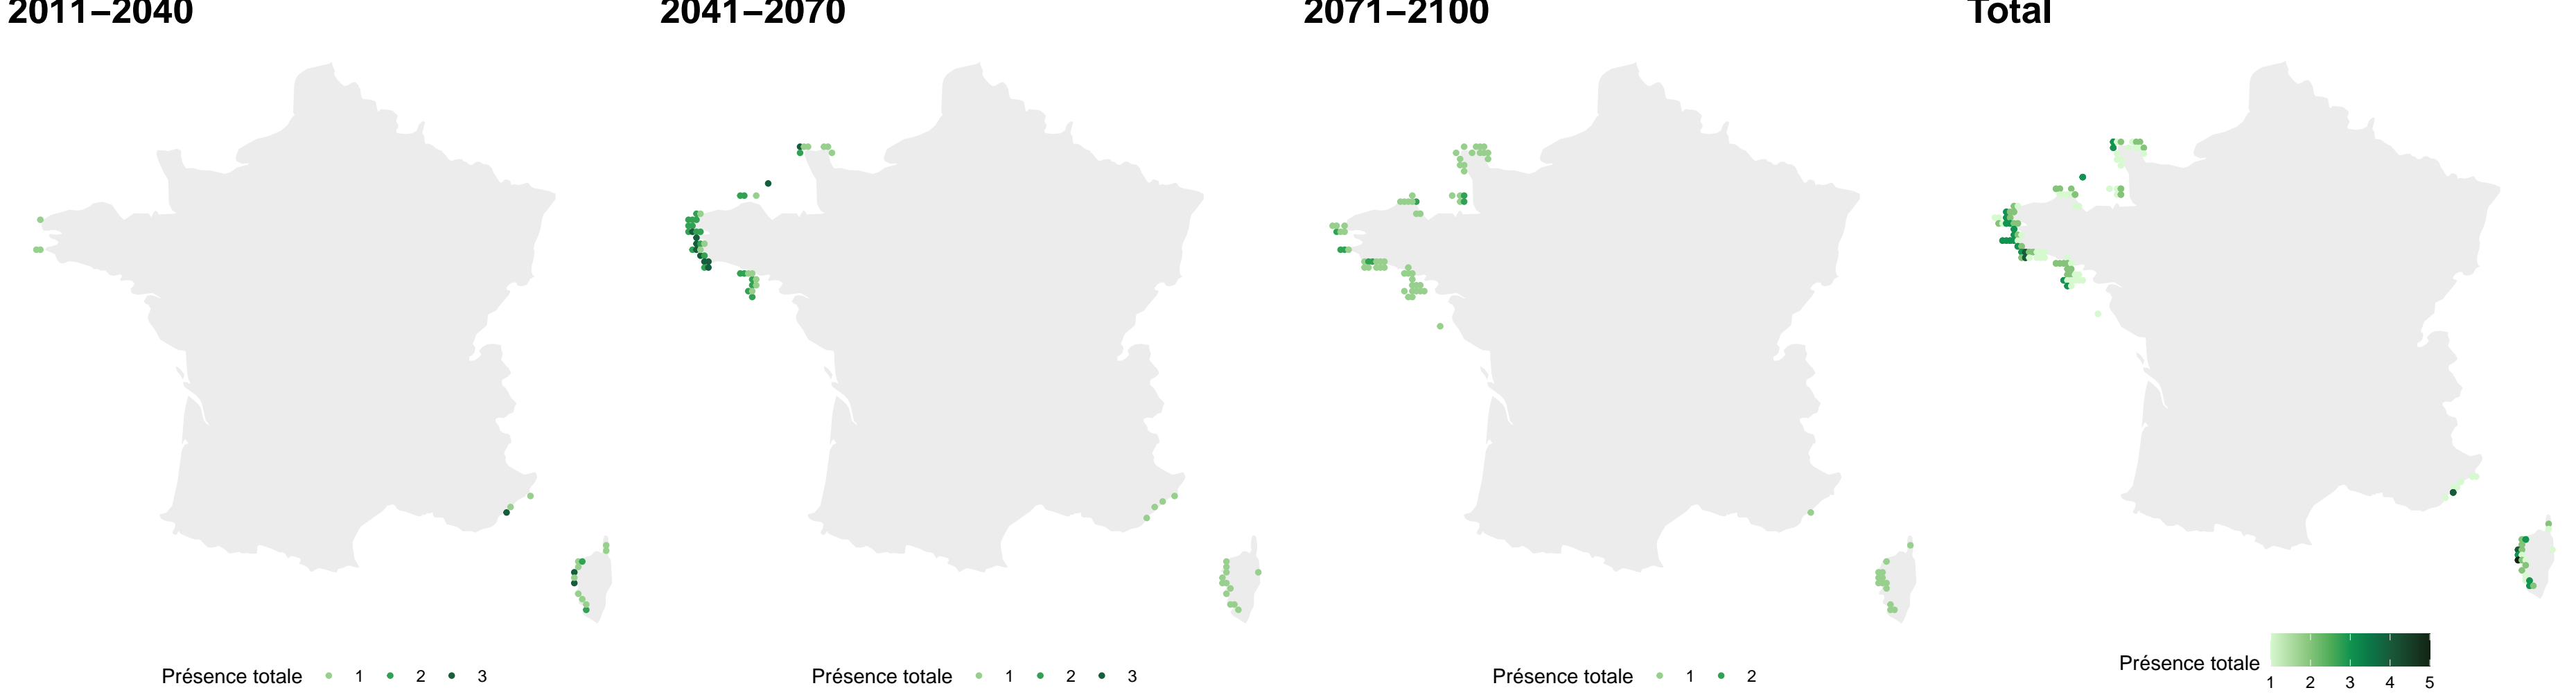 2011–2040
2041–2070
2071–2100
Total
Présence totale 1 2 3
Présence totale 1 2 3
Présence totale 1 2
Présence totale
1 2 3 4 5